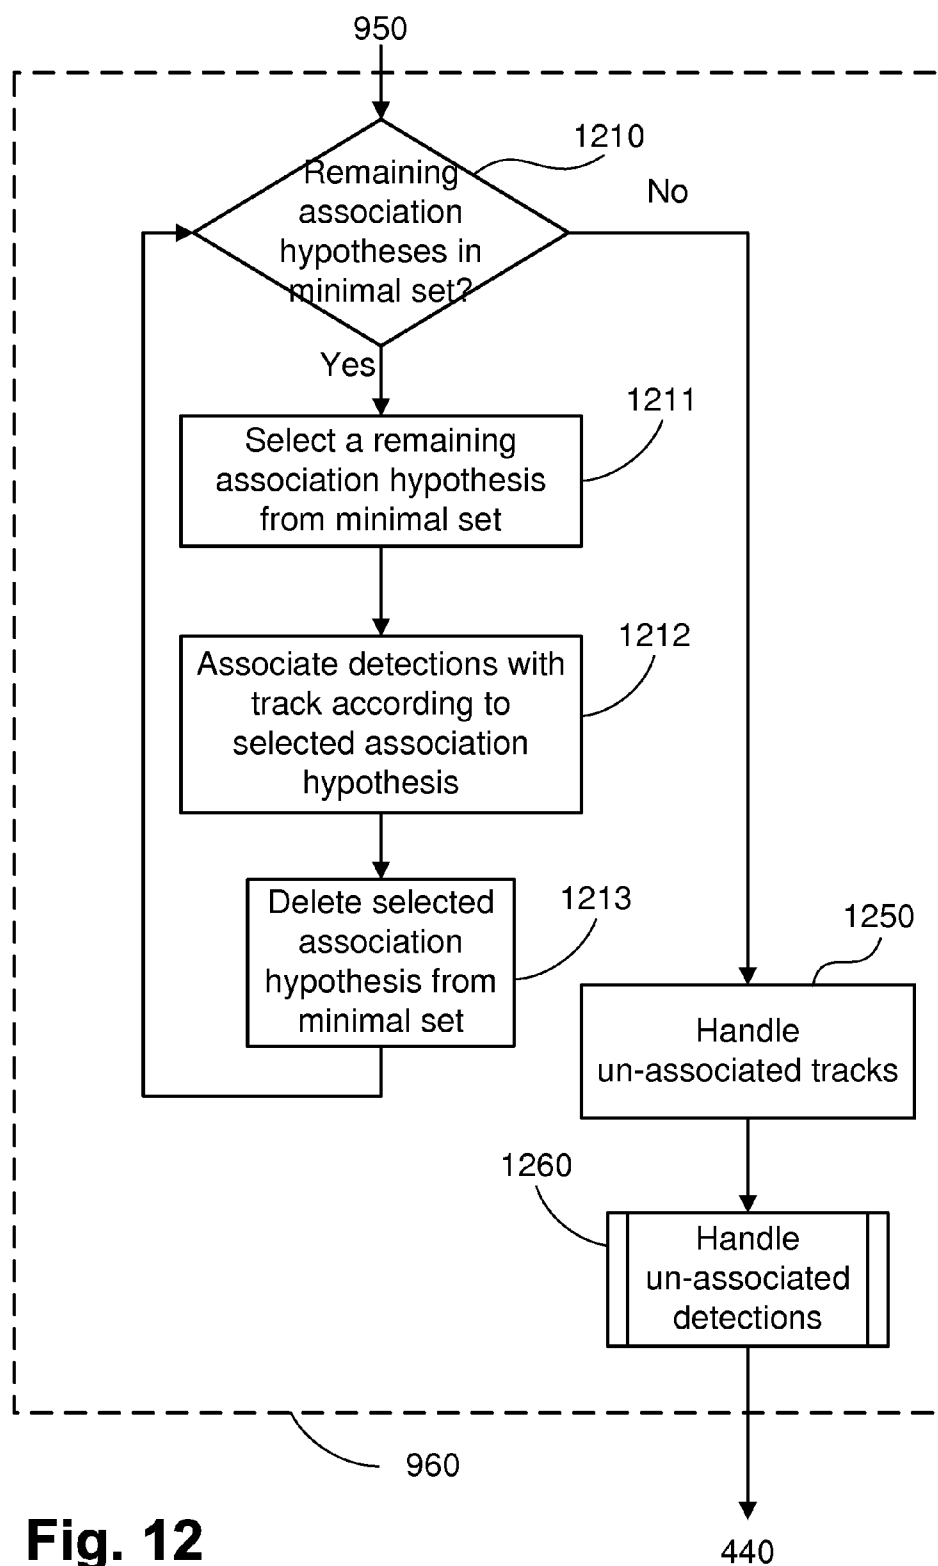 950
1210
Remaining
association
hypotheses in
minimal set?
No
Yes
1211
Select a remaining
association hypothesis
from minimal set
1212
Associate detections with
track according to
selected association
hypothesis
1213
Delete selected
association
hypothesis from
minimal set
1250
Handle
un-associated tracks
1260
Handle
un-associated
detections
960
Fig. 12
440